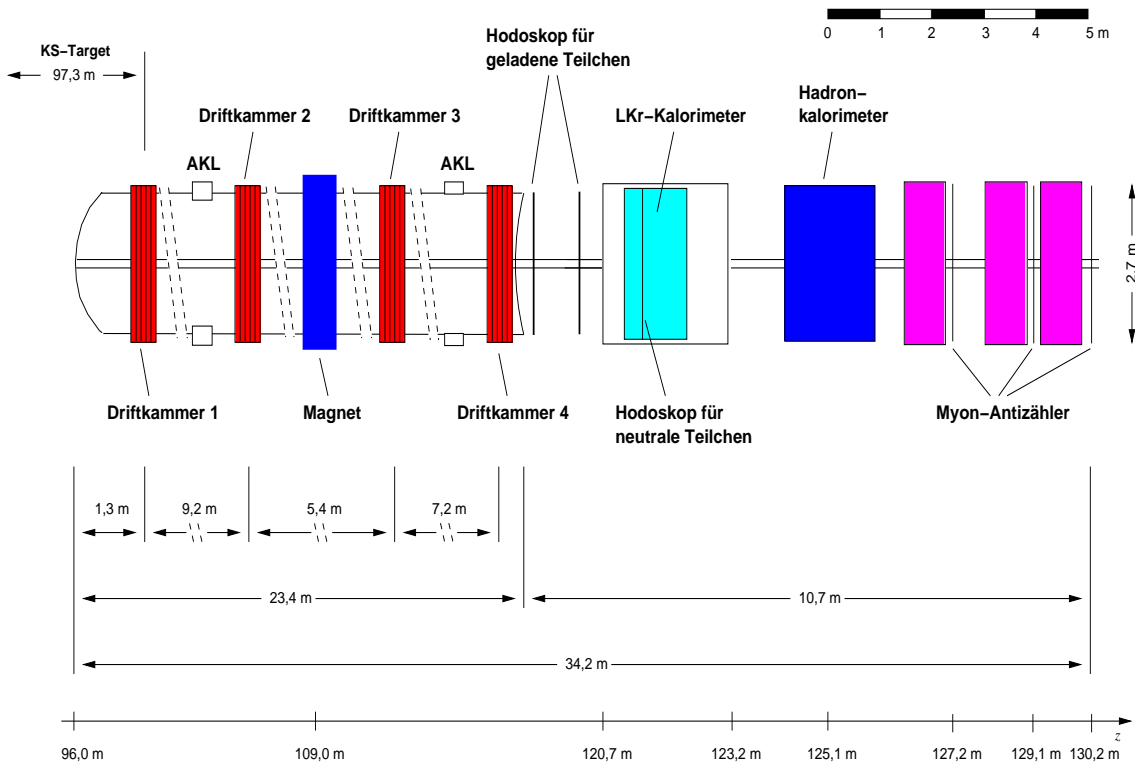 0 1 2 3 4 5 m
KS–Target
97,3 m
Hodoskop für
geladene Teilchen
Driftkammer 2
Driftkammer 3
LKr–Kalorimeter
Hadron–
kalorimeter
AKL
AKL
2,7 m
Driftkammer 1
Magnet
Driftkammer 4
Hodoskop für
neutrale Teilchen
Myon–Antizähler
1,3 m
9,2 m
5,4 m
7,2 m
23,4 m
10,7 m
34,2 m
z
96,0 m
109,0 m
120,7 m
123,2 m
125,1 m
127,2 m
129,1 m
130,2 m